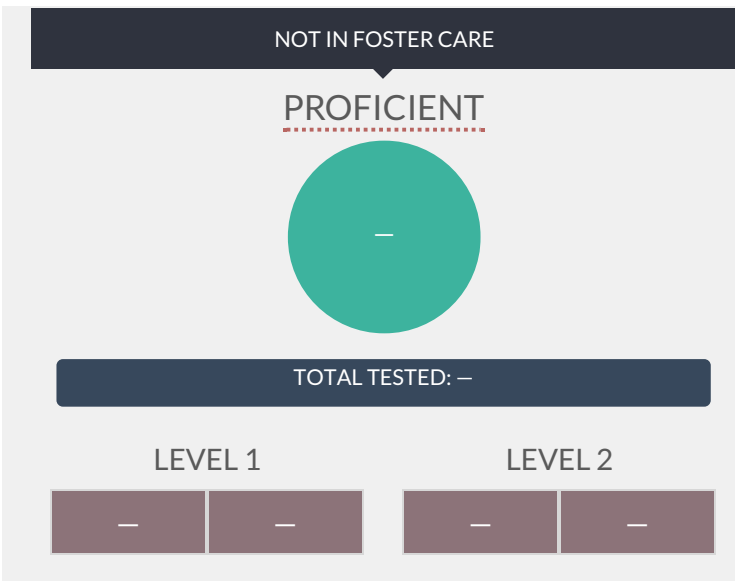 NOT IN FOSTER CARE
PROFICIENT
—
TOTAL TESTED: —
LEVEL 1 LEVEL 2
— — — —